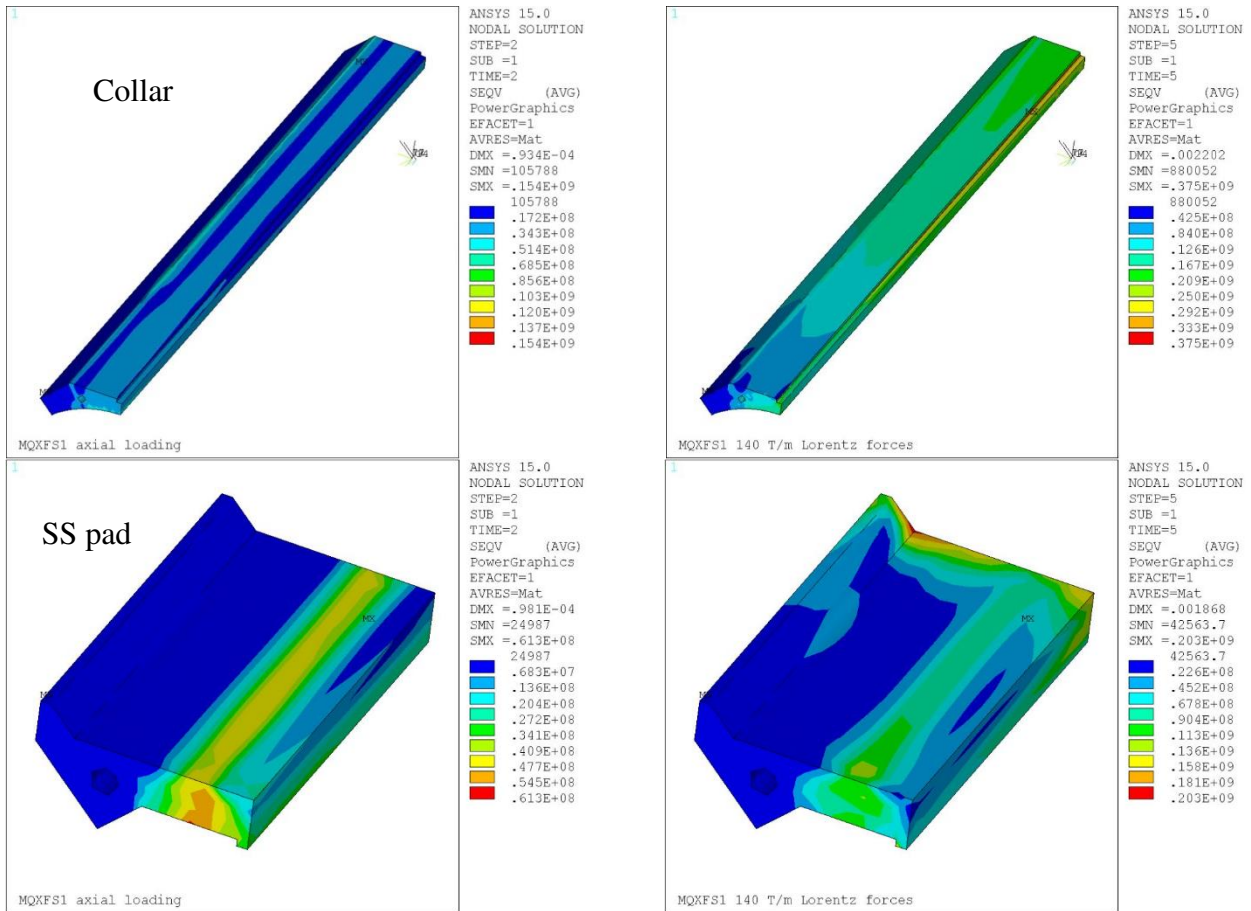 1
Collar
MX
ANSYS 15.0
NODAL SOLUTION
STEP=2
SUB =1
TIME=2
SEQV (AVG)
PowerGraphics
EFACET=1
AVRES=Mat
DMX =.934E-04
SMN =105788
SMX =.154E+09
105788
.172E+08
.343E+08
.514E+08
.685E+08
.856E+08
.103E+09
.120E+09
.137E+09
.154E+09
MQXFS1 axial loading
1
ANSYS 15.0
NODAL SOLUTION
STEP=5
SUB =1
TIME=5
SEQV (AVG)
PowerGraphics
EFACET=1
AVRES=Mat
DMX =.002202
SMN =880052
SMX =.375E+09
880052
.425E+08
.840E+08
.126E+09
.167E+09
.209E+09
.250E+09
.292E+09
.333E+09
.375E+09
MQXFS1 140 T/m Lorentz forces
1
SS pad
MX
ANSYS 15.0
NODAL SOLUTION
STEP=2
SUB =1
TIME=2
SEQV (AVG)
PowerGraphics
EFACET=1
AVRES=Mat
DMX =.981E-04
SMN =24987
SMX =.613E+08
24987
.683E+07
.136E+08
.204E+08
.272E+08
.341E+08
.409E+08
.477E+08
.545E+08
.613E+08
MQXFS1 axial loading
1
MX
ANSYS 15.0
NODAL SOLUTION
STEP=5
SUB =1
TIME=5
SEQV (AVG)
PowerGraphics
EFACET=1
AVRES=Mat
DMX =.001868
SMN =42563.7
SMX =.203E+09
42563.7
.226E+08
.452E+08
.678E+08
.904E+08
.113E+09
.136E+09
.158E+09
.181E+09
.203E+09
MQXFS1 140 T/m Lorentz forces